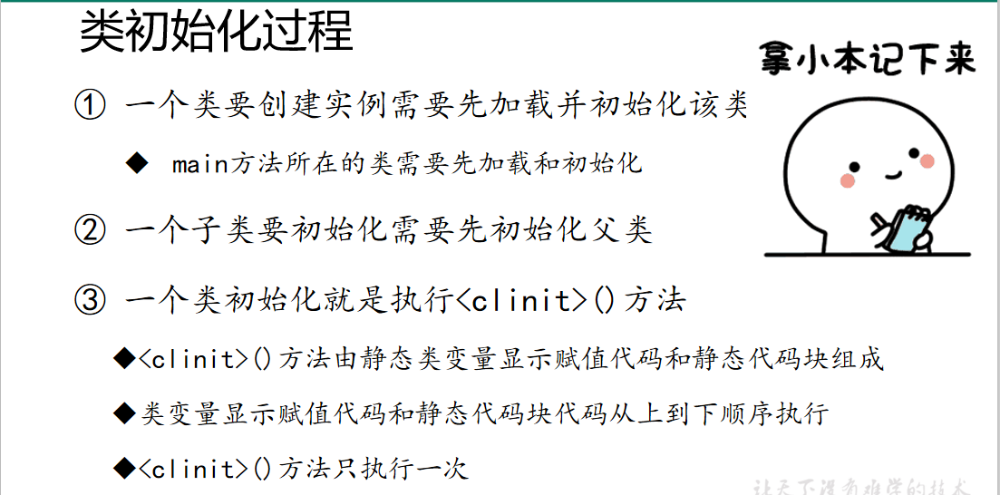 类初始化过程
拿小本记下来
① 一个类要创建实例需要先加载并初始化该类
◆ main方法所在的类需要先加载和初始化
② 一个子类要初始化需要先初始化父类
③ 一个类初始化就是执行<clinit>()方法
◆<clinit>()方法由静态类变量显示赋值代码和静态代码块组成
◆类变量显示赋值代码和静态代码块代码从上到下顺序执行
◆<clinit>()方法只执行一次
让天下没有难学的技术